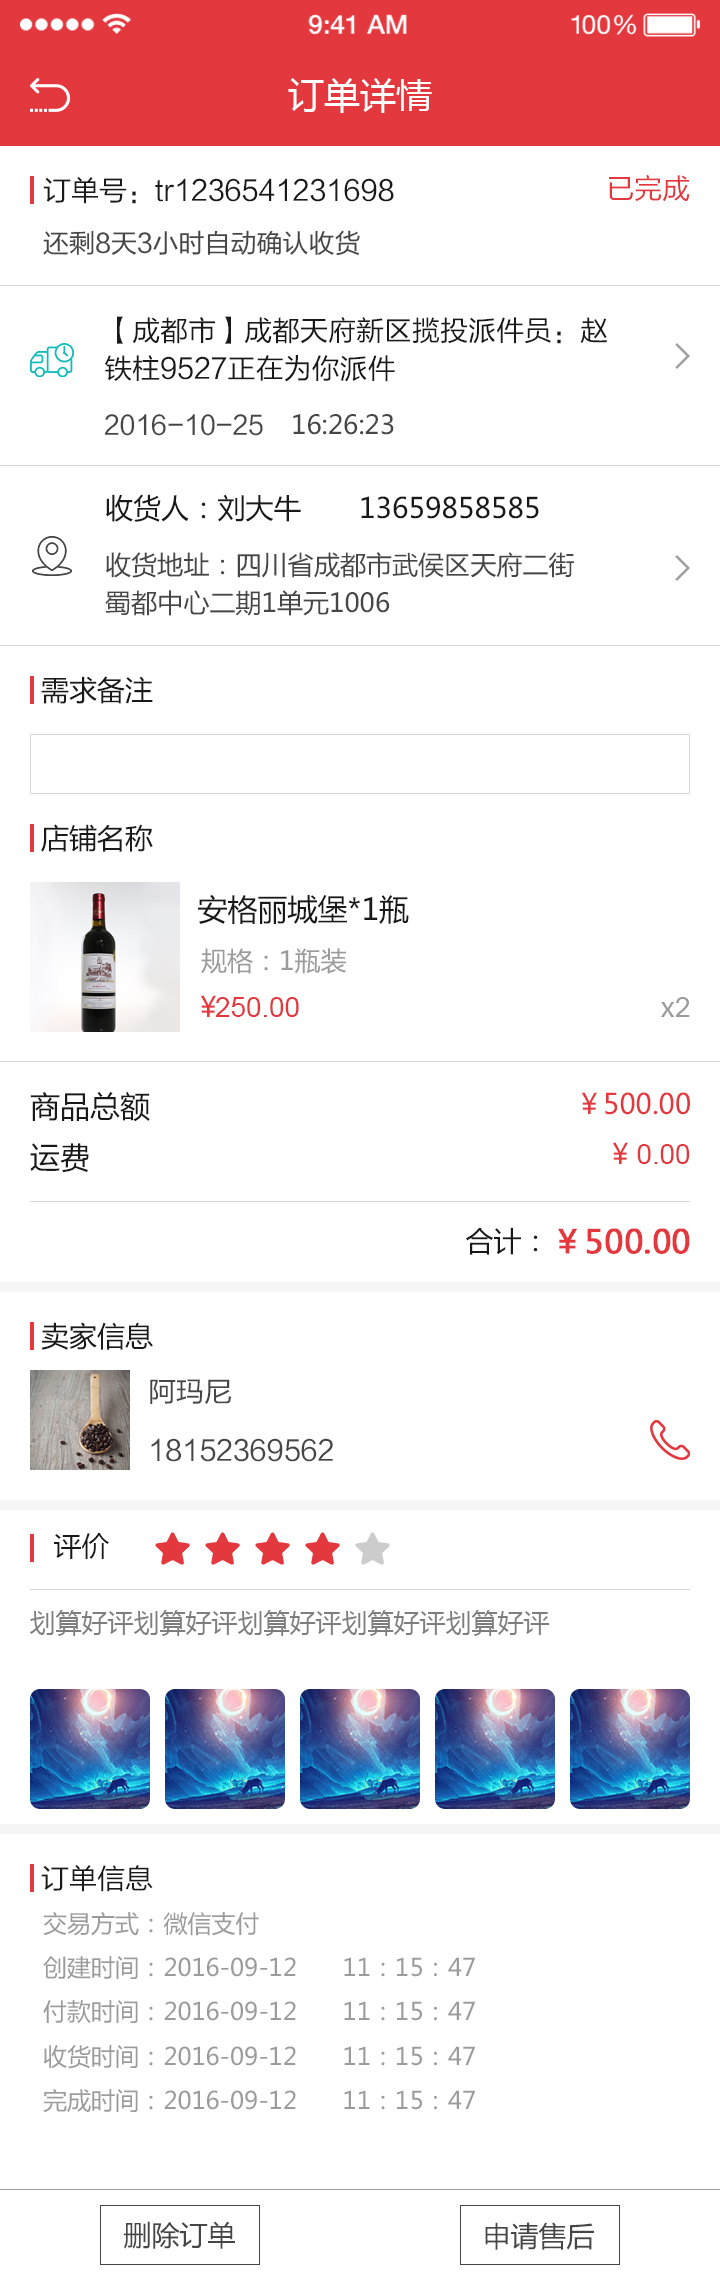 9:41 AM
100%
订单详情
订单号：tr1236541231698
已完成
还剩8天3小时自动确认收货
【成都市】成都天府新区揽投派件员：赵
铁柱9527正在为你派件
2016-10-25 16:26:23
收货人：刘大牛 13659858585
收货地址：四川省成都市武侯区天府二街
蜀都中心二期1单元1006
需求备注
店铺名称
安格丽城堡*1瓶
规格：1瓶装
¥250.00
x2
商品总额
¥ 500.00
运费
¥ 0.00
合计： ¥ 500.00
卖家信息
阿玛尼
18152369562
评价
划算好评划算好评划算好评划算好评划算好评
订单信息
交易方式：微信支付
创建时间：2016-09-12 11：15：47
付款时间：2016-09-12 11：15：47
收货时间：2016-09-12 11：15：47
完成时间：2016-09-12 11：15：47
删除订单
申请售后